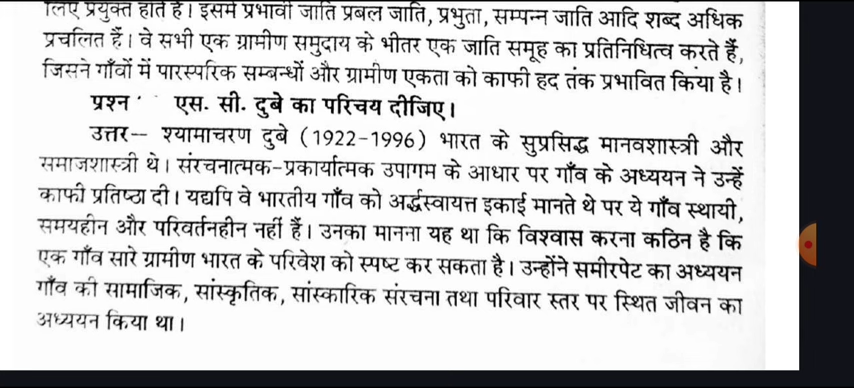 लिए प्रयुक्त होते हैं। इसमें प्रभावी जाति प्रबल जाति, प्रभुता, सम्पन्न जाति आदि शब्द अधिक
प्रचलित हैं। वे सभी एक ग्रामीण समुदाय के भीतर एक जाति समूह का प्रतिनिधित्व करते हैं,
जिसने गाँवों में पारस्परिक सम्बन्धों और ग्रामीण एकता को काफी हद तक प्रभावित किया है।
प्रश्न एस. सी. दुबे का परिचय दीजिए।
उत्तर-- श्यामाचरण दुबे (1922-1996) भारत के सुप्रसिद्ध मानवशास्त्री और
समाजशास्त्री थे। संरचनात्मक-प्रकार्यात्मक उपागम के आधार पर गाँव के अध्ययन ने उन्हें
काफी प्रतिष्ठा दी। यद्यपि वे भारतीय गाँव को अर्द्धस्वायत्त इकाई मानते थे पर ये गाँव स्थायी,
समयहीन और परिवर्तनहीन नहीं हैं। उनका मानना यह था कि विश्वास करना कठिन है कि
एक गाँव सारे ग्रामीण भारत के परिवेश को स्पष्ट कर सकता है। उन्होंने समीरपेट का अध्ययन
गाँव की सामाजिक, सांस्कृतिक, सांस्कारिक संरचना तथा परिवार स्तर पर स्थित जीवन का
अध्ययन किया था।